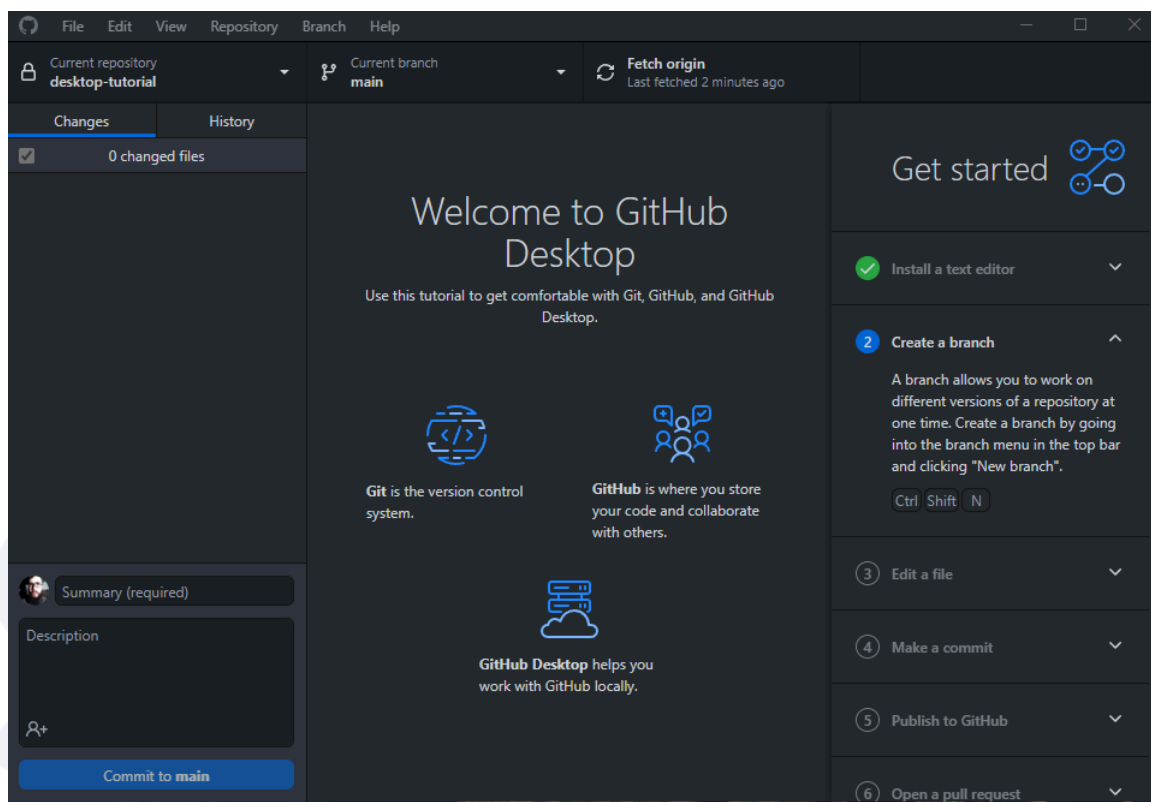 File Edit View Repository Branch Help
Current repository
desktop-tutorial
Current branch
main
Fetch origin
Last fetched 2 minutes ago
Changes
History
0 changed files
Summary (required)
Description
Commit to main
Welcome to GitHub
Desktop
Use this tutorial to get comfortable with Git, GitHub, and GitHub
Desktop.
Git is the version control
system.
GitHub is where you store
your code and collaborate
with others.
GitHub Desktop helps you
work with GitHub locally.
Get started
Install a text editor
2 Create a branch
A branch allows you to work on
different versions of a repository at
one time. Create a branch by going
into the branch menu in the top bar
and clicking "New branch".
Ctrl Shift N
3 Edit a file
4 Make a commit
5 Publish to GitHub
6 Open a pull request